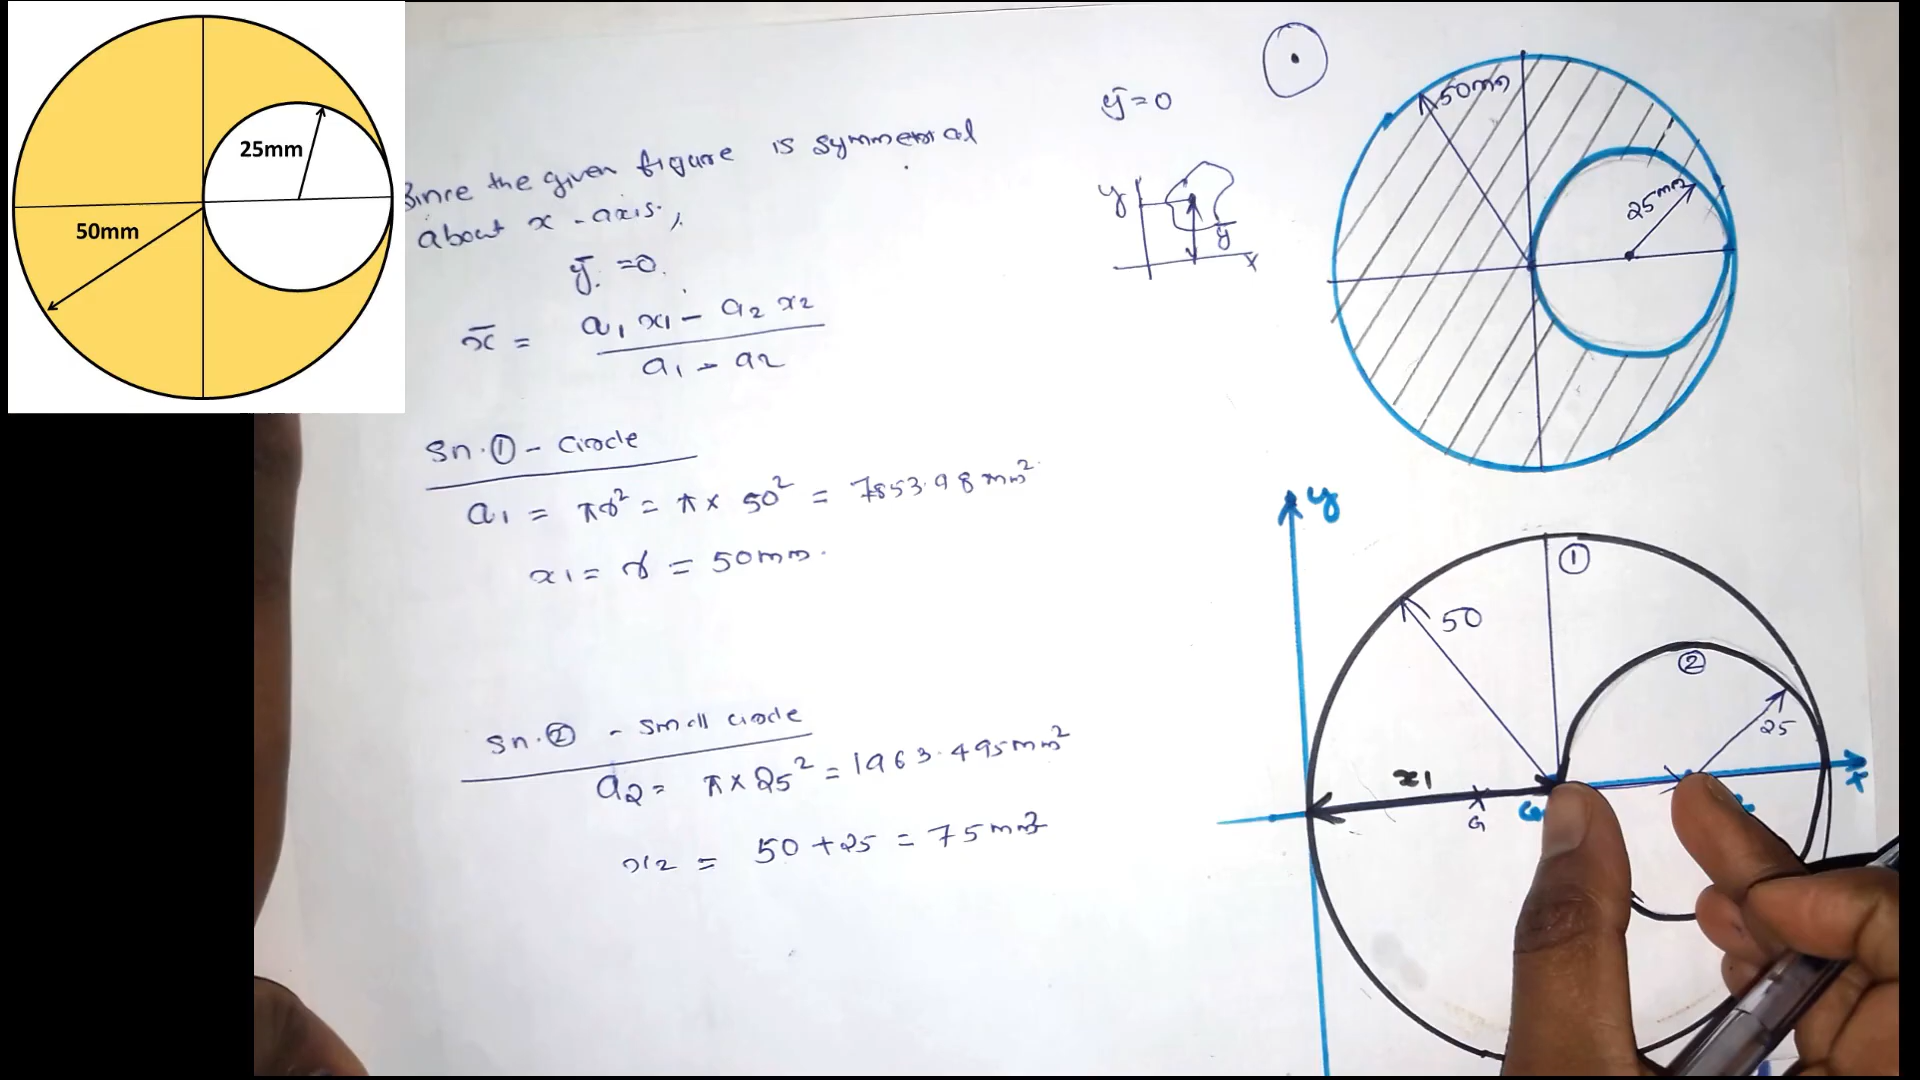 25mm
50mm
Since the given figure is symmetrical
about x-axis,
ȳ = 0.
x̄ = a1 x1 - a2 x2
a1 - a2
Sn.① - Circle
a1 = πr² = π x 50² = 7853.98 mm²
x1 = r = 50mm.
Sn.② - small circle
a2 = π x 25² = 1963.495mm²
x2 = 50 + 25 = 75 mm
ȳ = 0
y
ȳ
x
50mm
25mm
y
①
50
②
25
x1
G
x